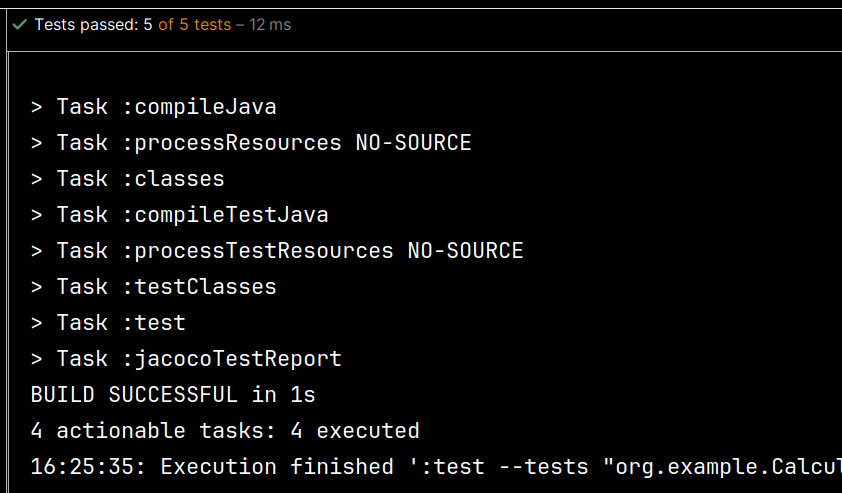 Tests passed: 5 of 5 tests – 12 ms
> Task :compileJava
> Task :processResources NO-SOURCE
> Task :classes
> Task :compileTestJava
> Task :processTestResources NO-SOURCE
> Task :testClasses
> Task :test
> Task :jacocoTestReport
BUILD SUCCESSFUL in 1s
4 actionable tasks: 4 executed
16:25:35: Execution finished ':test --tests "org.example.Calcul